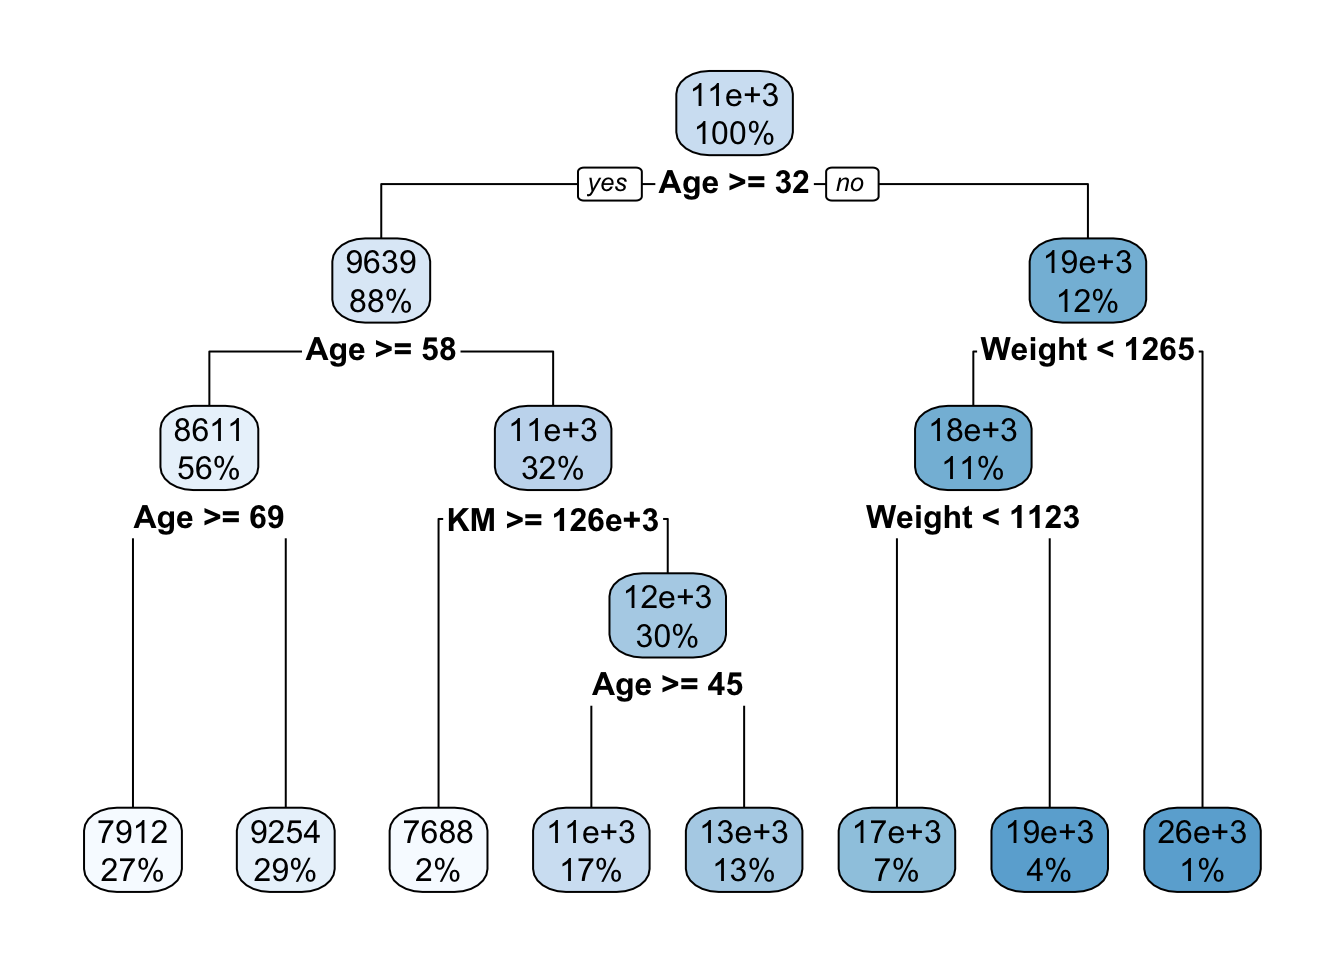 11e+3
100%
yes Age >= 32 no
9639
88%
19e+3
12%
Age >= 58
Weight < 1265
8611
56%
11e+3
32%
18e+3
11%
Age >= 69
KM >= 126e+3
Weight < 1123
12e+3
30%
Age >= 45
7912
27%
9254
29%
7688
2%
11e+3
17%
13e+3
13%
17e+3
7%
19e+3
4%
26e+3
1%